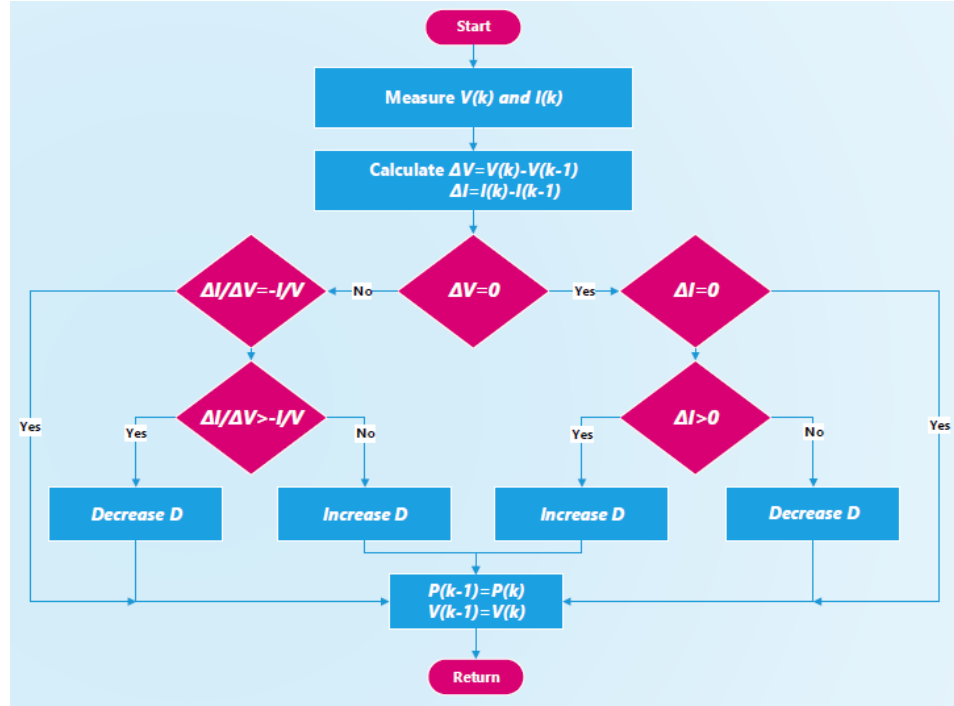 Start
Measure V(k) and I(k)
Calculate ΔV=V(k)-V(k-1)
ΔI=I(k)-I(k-1)
ΔI/ΔV=-I/V
No
ΔV=0
Yes
ΔI=0
Yes
Yes
ΔI/ΔV>-I/V
No
Yes
ΔI>0
No
Yes
Decrease D
Increase D
Increase D
Decrease D
P(k-1)=P(k)
V(k-1)=V(k)
Return